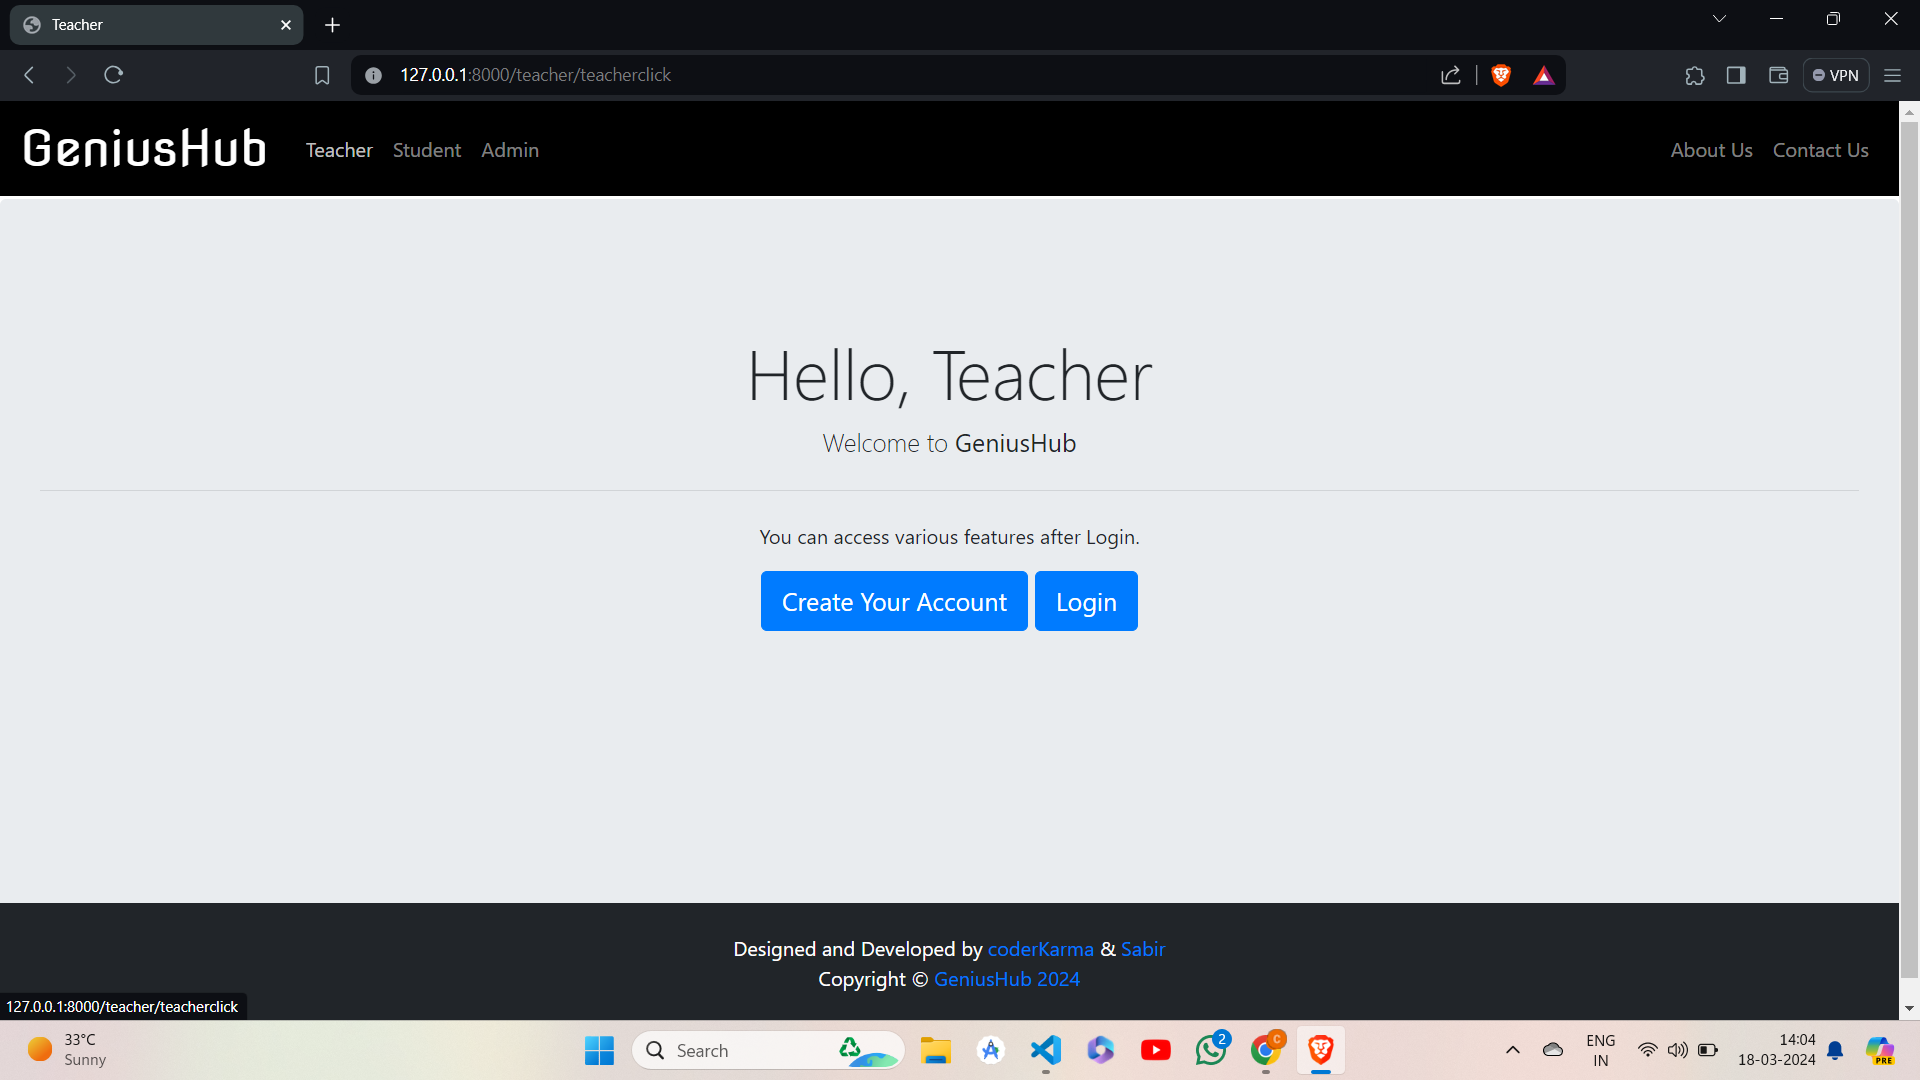 Teacher
127.0.0.1:8000/teacher/teacherclick
VPN
GeniusHub
Teacher Student Admin
About Us Contact Us
Hello, Teacher
Welcome to GeniusHub
You can access various features after Login.
Create Your Account Login
Designed and Developed by coderKarma & Sabir
Copyright © GeniusHub 2024
127.0.0.1:8000/teacher/teacherclick
33°C
Sunny
Search
2
C
ENG
IN
14:04
18-03-2024
PRE